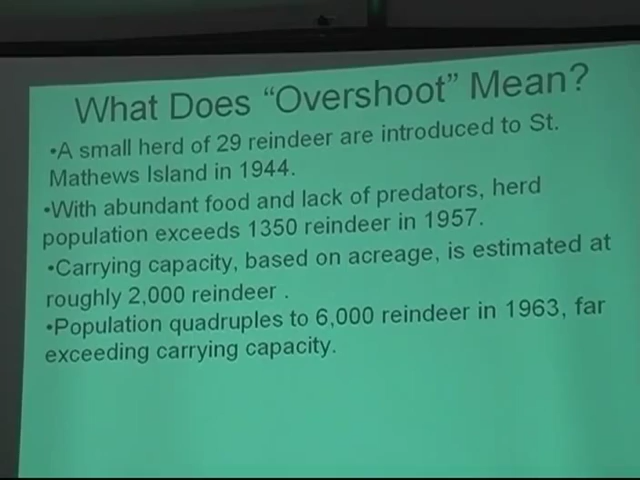 What Does “Overshoot” Mean?
•A small herd of 29 reindeer are introduced to St.
Mathews Island in 1944.
•With abundant food and lack of predators, herd
population exceeds 1350 reindeer in 1957.
•Carrying capacity, based on acreage, is estimated at
roughly 2,000 reindeer .
•Population quadruples to 6,000 reindeer in 1963, far
exceeding carrying capacity.